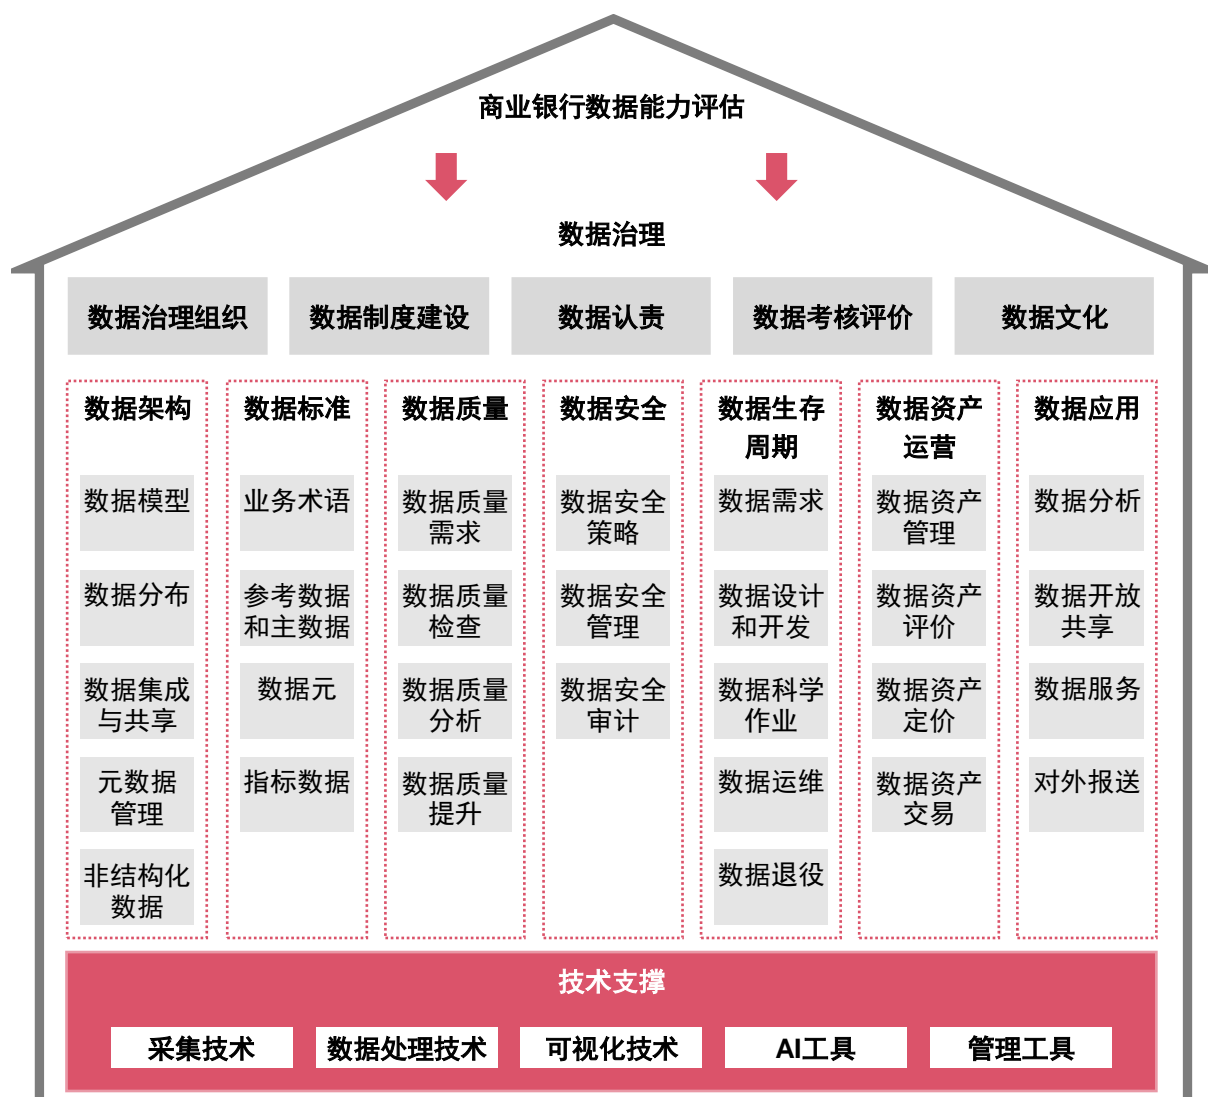 商业银行数据能力评估
数据治理
数据治理组织
数据制度建设
数据认责
数据考核评价
数据文化
数据架构
数据模型
数据分布
数据集成
与共享
元数据
管理
非结构化
数据
数据标准
业务术语
参考数据
和主数据
数据元
指标数据
数据质量
数据质量
需求
数据质量
检查
数据质量
分析
数据质量
提升
数据安全
数据安全
策略
数据安全
管理
数据安全
审计
数据生存
周期
数据需求
数据设计
和开发
数据科学
作业
数据运维
数据退役
数据资产
运营
数据资产
管理
数据资产
评价
数据资产
定价
数据资产
交易
数据应用
数据分析
数据开放
共享
数据服务
对外报送
技术支撑
采集技术
数据处理技术
可视化技术
AI工具
管理工具